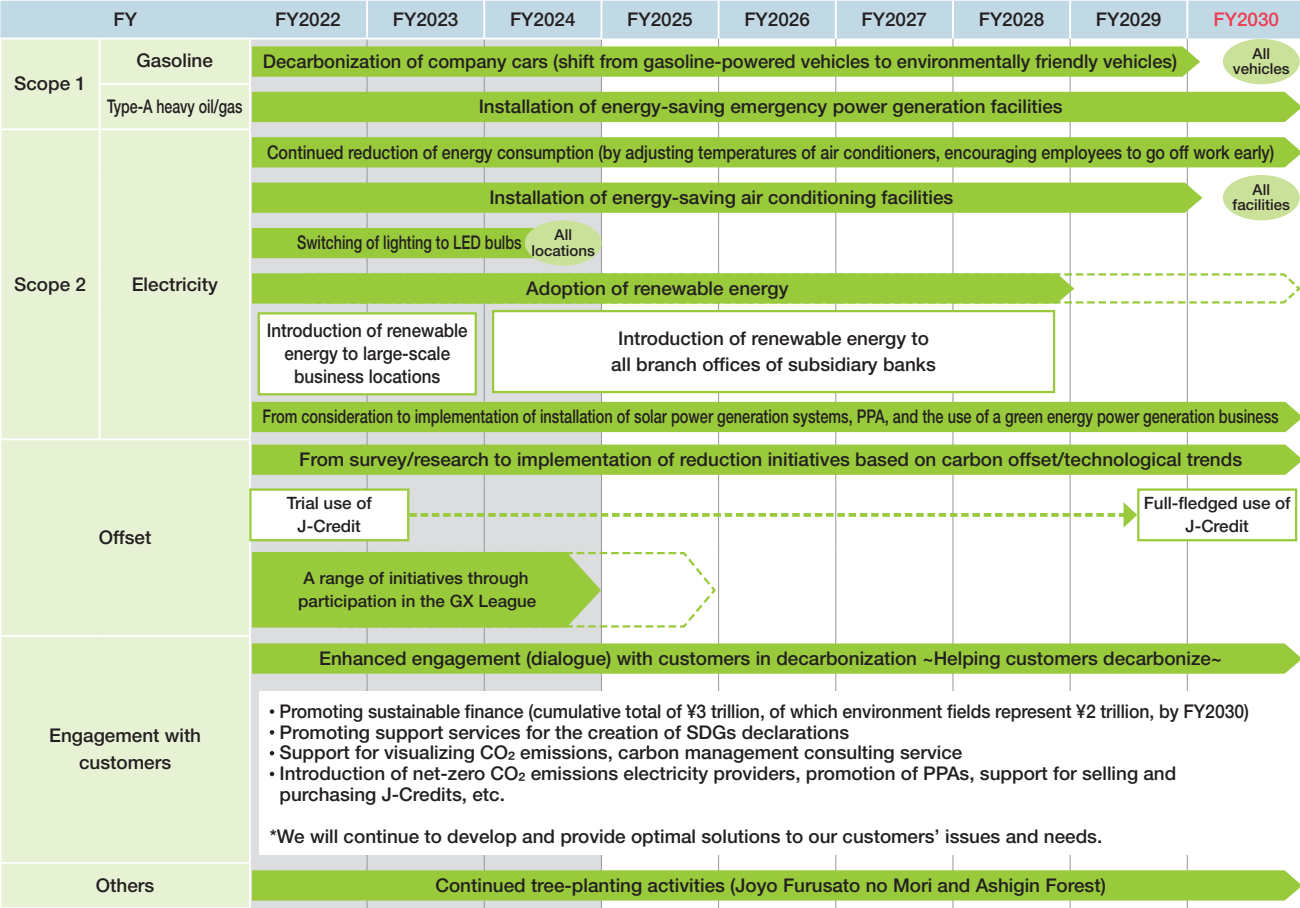 FY
FY2022
FY2023
FY2024
FY2025
FY2026
FY2027
FY2028
FY2029
FY2030
Scope 1
Gasoline
Decarbonization of company cars (shift from gasoline-powered vehicles to environmentally friendly vehicles)
All
vehicles
Type-A heavy oil/gas
Installation of energy-saving emergency power generation facilities
Scope 2
Electricity
Continued reduction of energy consumption (by adjusting temperatures of air conditioners, encouraging employees to go off work early)
Installation of energy-saving air conditioning facilities
All
facilities
Switching of lighting to LED bulbs
All
locations
Adoption of renewable energy
Introduction of renewable
energy to large-scale
business locations
Introduction of renewable energy to
all branch offices of subsidiary banks
From consideration to implementation of installation of solar power generation systems, PPA, and the use of a green energy power generation business
Offset
From survey/research to implementation of reduction initiatives based on carbon offset/technological trends
Trial use of
J-Credit
Full-fledged use of
J-Credit
A range of initiatives through
participation in the GX League
Engagement with
customers
Enhanced engagement (dialogue) with customers in decarbonization ~Helping customers decarbonize~
• Promoting sustainable finance (cumulative total of ¥3 trillion, of which environment fields represent ¥2 trillion, by FY2030)
• Promoting support services for the creation of SDGs declarations
• Support for visualizing CO₂ emissions, carbon management consulting service
• Introduction of net-zero CO₂ emissions electricity providers, promotion of PPAs, support for selling and
purchasing J-Credits, etc.
*We will continue to develop and provide optimal solutions to our customers' issues and needs.
Others
Continued tree-planting activities (Joyo Furusato no Mori and Ashigin Forest)